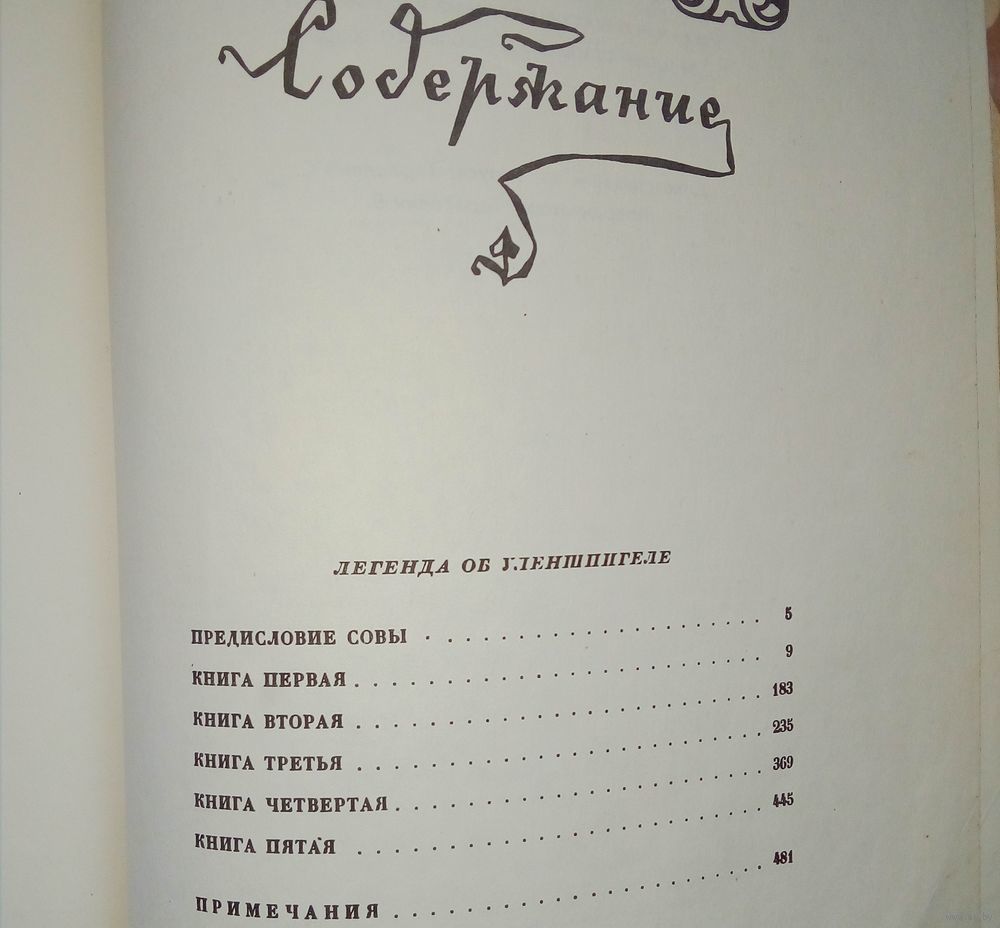 Содержание
ЛЕГЕНДА ОБ УЛЕНШПИГЕЛЕ
ПРЕДИСЛОВИЕ СОВЫ . . . . . . . . . . . . . . . . 5
КНИГА ПЕРВАЯ . . . . . . . . . . . . . . . . . . . 9
КНИГА ВТОРАЯ . . . . . . . . . . . . . . . . . . . 183
КНИГА ТРЕТЬЯ . . . . . . . . . . . . . . . . . . . 235
КНИГА ЧЕТВЕРТАЯ . . . . . . . . . . . . . . . . . 369
КНИГА ПЯТАЯ . . . . . . . . . . . . . . . . . . . 445
ПРИМЕЧАНИЯ . . . . . . . . . . . . . . . . . . 481